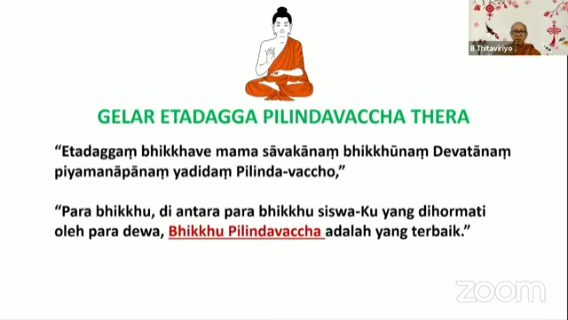 B Thitaviriyo
GELAR ETADAGGA PILINDAVACCHA THERA
“Etadaggaṃ bhikkhave mama sāvakānaṃ bhikkhūnaṃ Devatānaṃ
piyamanāpānaṃ yadidaṃ Pilinda-vaccho,”
“Para bhikkhu, di antara para bhikkhu siswa-Ku yang dihormati
oleh para dewa, Bhikkhu Pilindavaccha adalah yang terbaik.”
zoom